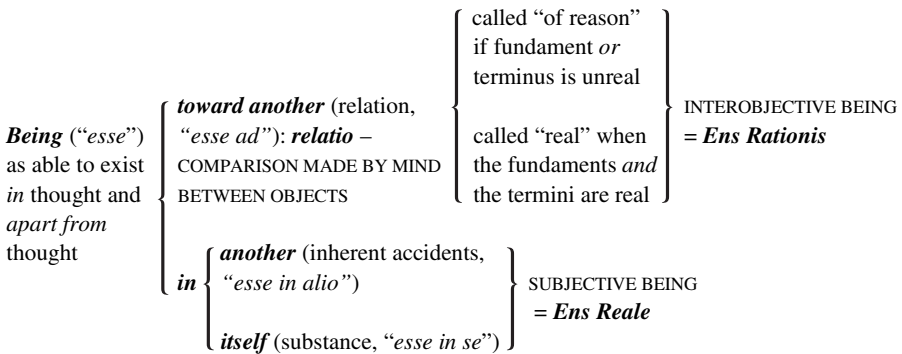 Being (“esse”)
as able to exist
in thought and
apart from
thought
toward another (relation,
“esse ad”): relatio –
COMPARISON MADE BY MIND
BETWEEN OBJECTS
called “of reason”
if fundament or
terminus is unreal
called “real” when
the fundaments and
the termini are real
INTEROBJECTIVE BEING
= Ens Rationis
in
another (inherent accidents,
“esse in alio”)
itself (substance, “esse in se”)
SUBJECTIVE BEING
= Ens Reale